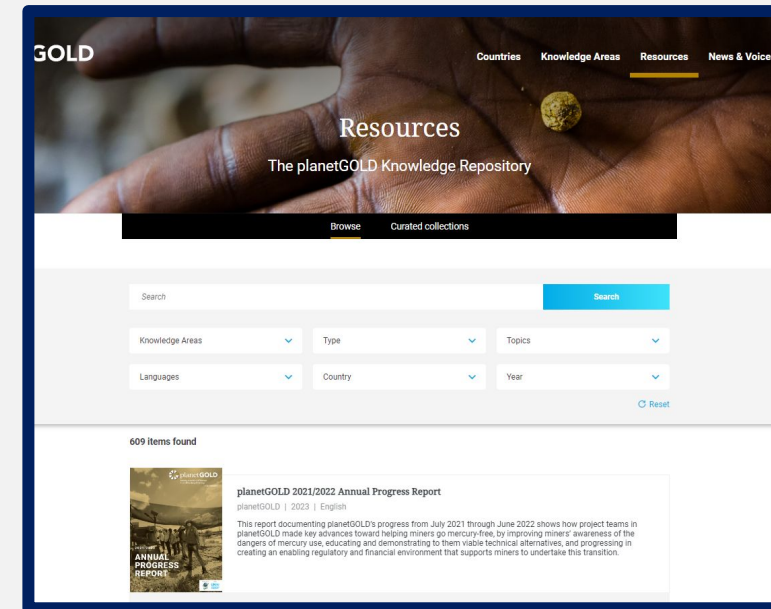 GOLD
Countries Knowledge Areas Resources News & Voice
Resources
The planetGOLD Knowledge Repository
Browse Curated collections
Search Search
Knowledge Areas Type Topics
Languages Country Year
Reset
609 items found
planetGOLD
planetGOLD 2021/2022 Annual Progress Report
planetGOLD | 2023 | English
This report documenting planetGOLD's progress from July 2021 through June 2022 shows how project teams in
planetGOLD made key advances toward helping miners go mercury-free, by improving miners' awareness of the
dangers of mercury use, educating and demonstrating to them viable technical alternatives, and progressing in
creating an enabling regulatory and financial environment that supports miners to undertake this transition.
ANNUAL
PROGRESS
REPORT